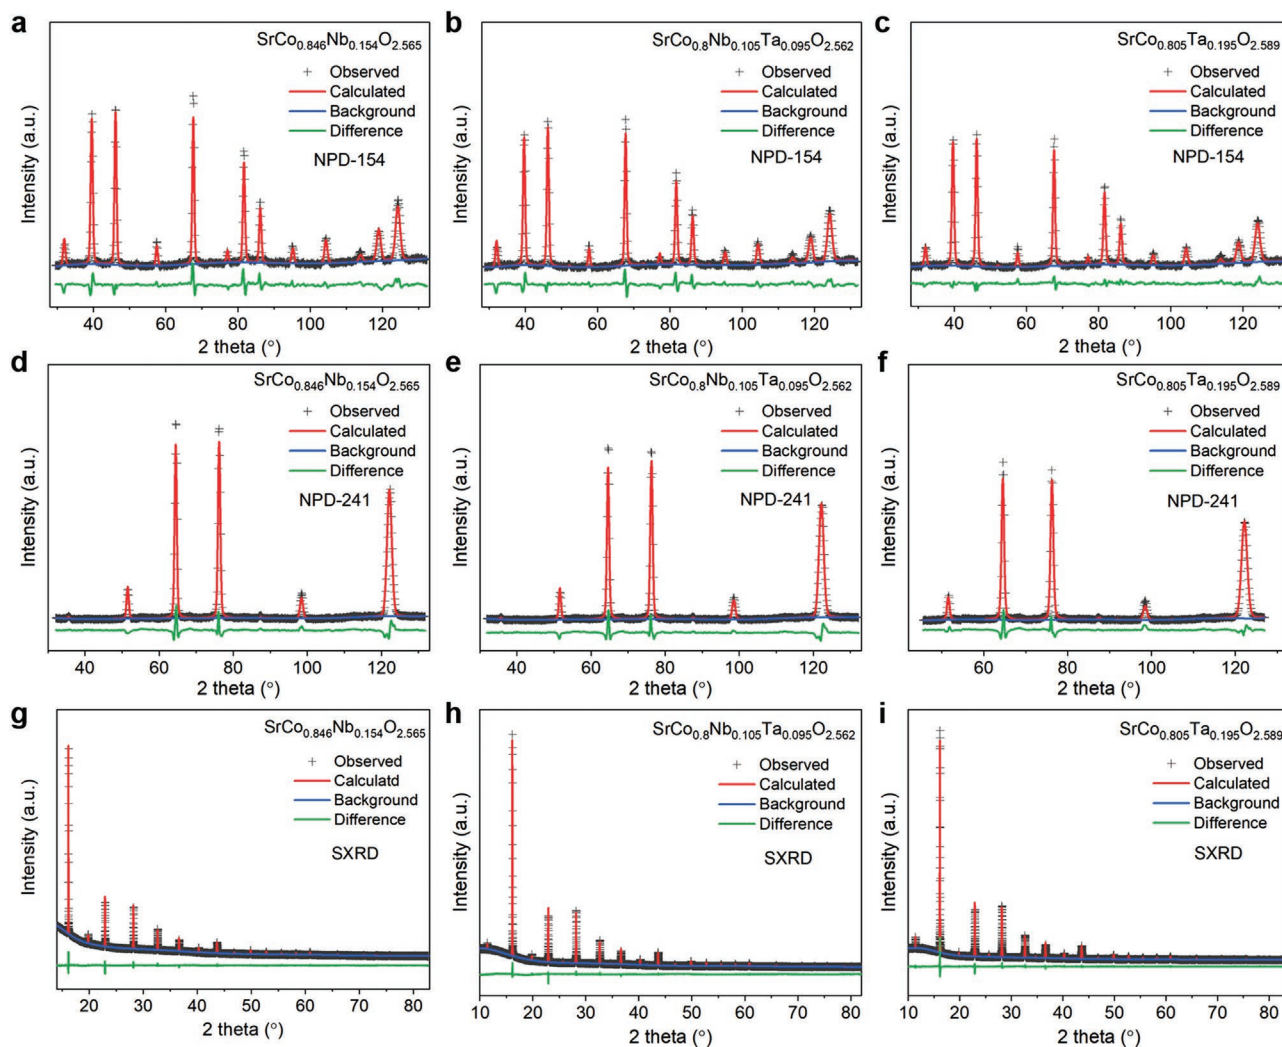 a
SrCo0.846Nb0.154O2.565
Observed
Calculated
Background
Difference
NPD-154
Intensity (a.u.)
40 60 80 100 120
2 theta (°)
b
SrCo0.8Nb0.105Ta0.095O2.562
Observed
Calculated
Background
Difference
NPD-154
Intensity (a.u.)
40 60 80 100 120
2 theta (°)
c
SrCo0.805Ta0.195O2.589
Observed
Calculated
Background
Difference
NPD-154
Intensity (a.u.)
40 60 80 100 120
2 theta (°)
d
SrCo0.846Nb0.154O2.565
Observed
Calculated
Background
Difference
NPD-241
Intensity (a.u.)
40 60 80 100 120
2 theta (°)
e
SrCo0.8Nb0.105Ta0.095O2.562
Observed
Calculated
Background
Difference
NPD-241
Intensity (a.u.)
40 60 80 100 120
2 theta (°)
f
SrCo0.805Ta0.195O2.589
Observed
Calculated
Background
Difference
NPD-241
Intensity (a.u.)
60 80 100 120
2 theta (°)
g
SrCo0.846Nb0.154O2.565
Observed
Calculatd
Background
Difference
SXRD
Intensity (a.u.)
20 30 40 50 60 70 80
2 theta (°)
h
SrCo0.8Nb0.105Ta0.095O2.562
Observed
Calculated
Background
Difference
SXRD
Intensity (a.u.)
10 20 30 40 50 60 70 80
2 theta (°)
i
SrCo0.805Ta0.195O2.589
Observed
Calculated
Background
Difference
SXRD
Intensity (a.u.)
10 20 30 40 50 60 70 80
2 theta (°)